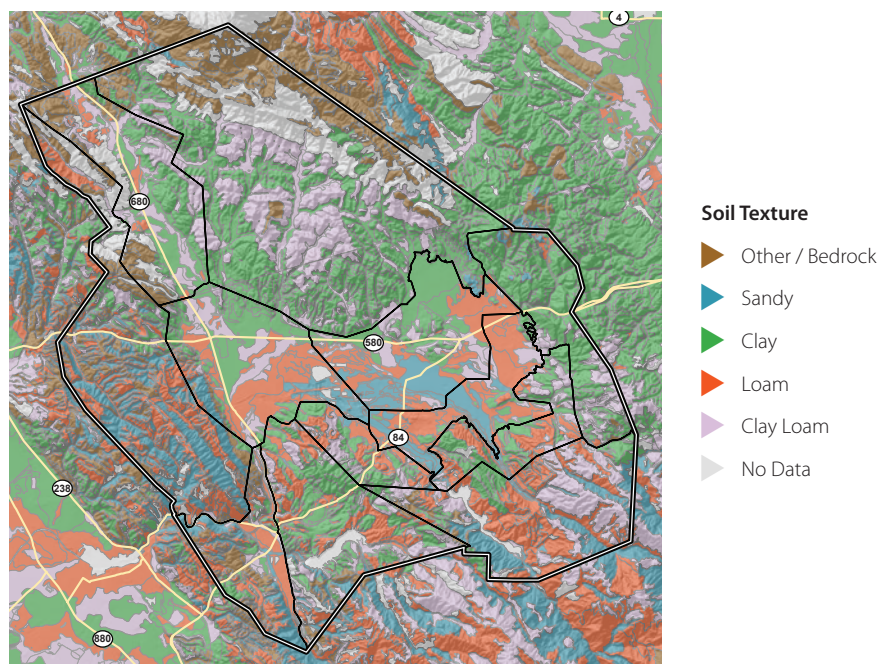 4
680
580
84
238
880
Soil Texture
Other / Bedrock
Sandy
Clay
Loam
Clay Loam
No Data